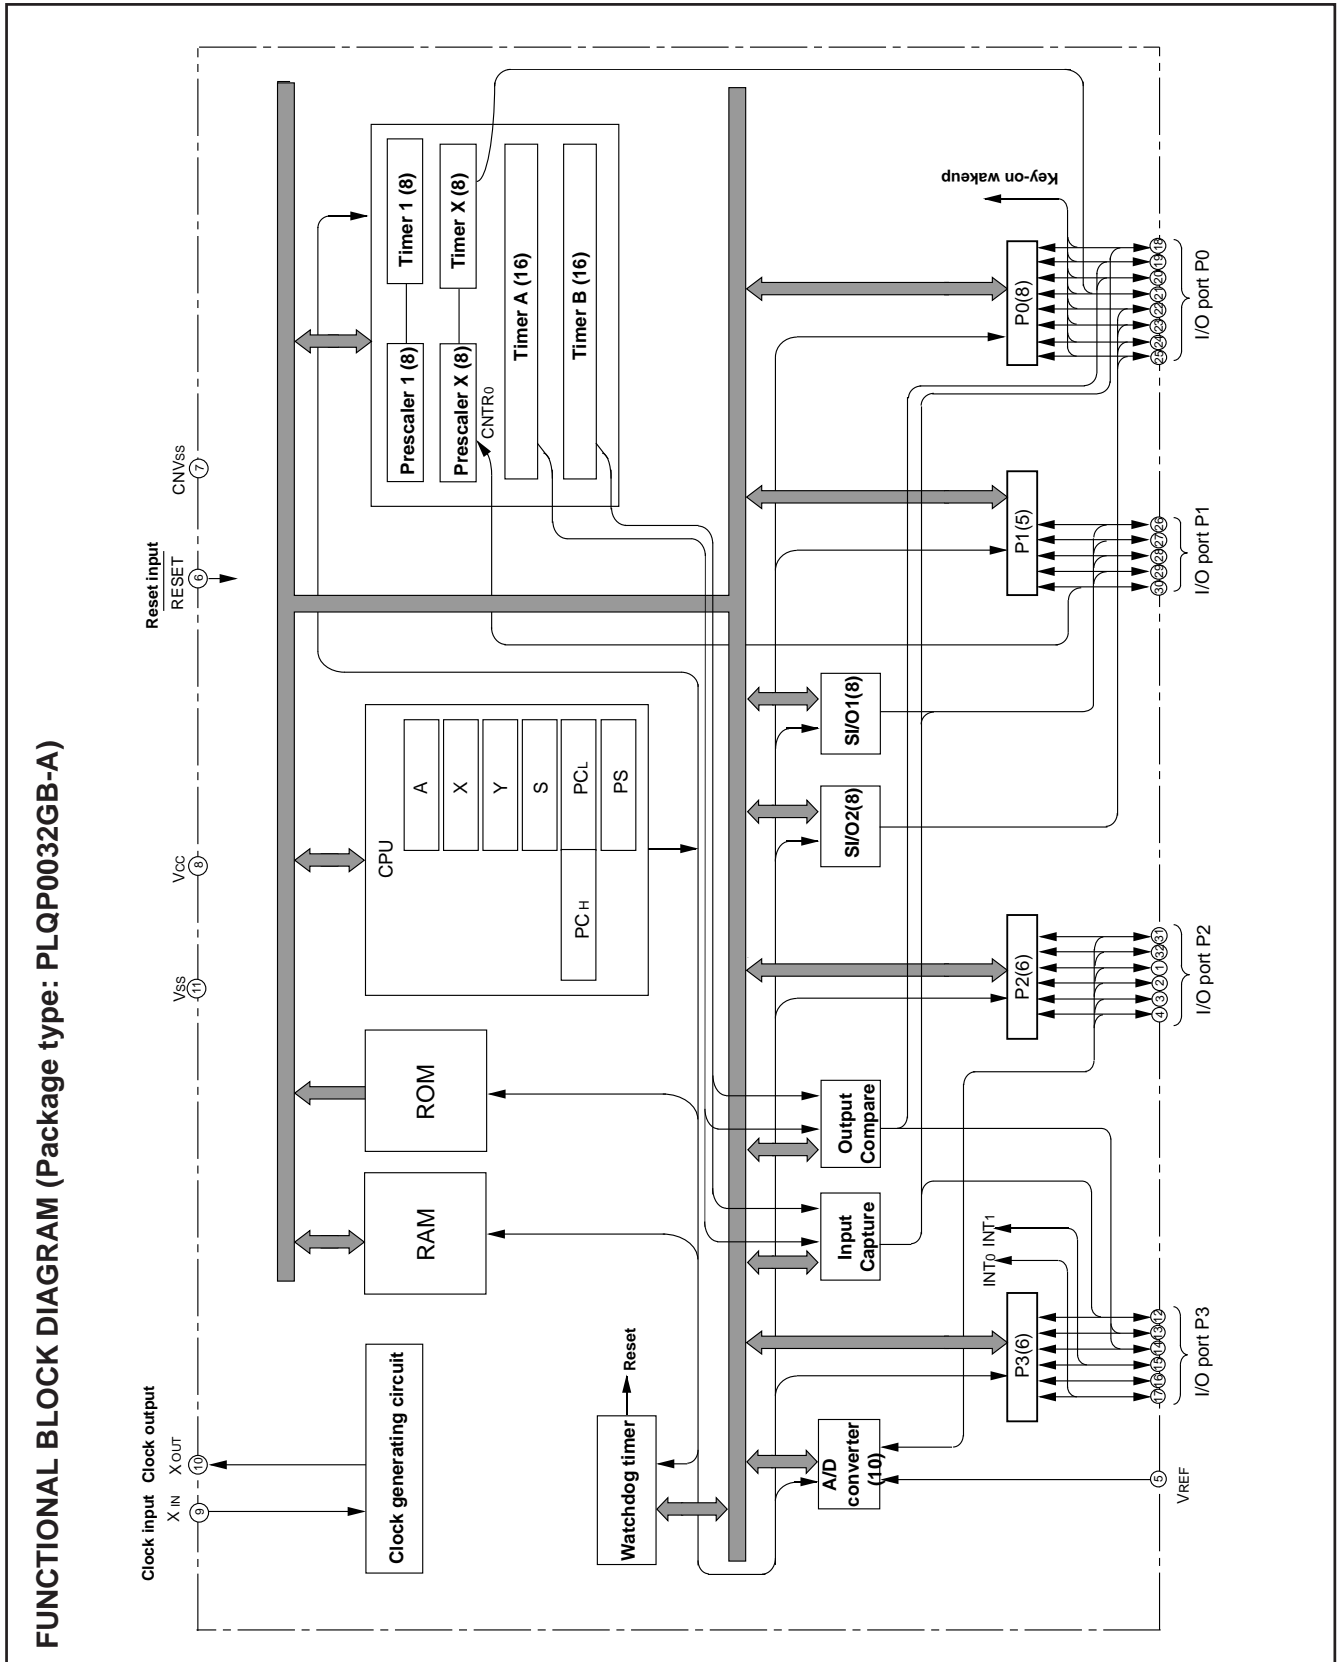 FUNCTIONAL BLOCK DIAGRAM (Package type: PLQP0032GB-A)
Clock input
Clock output
X IN
X OUT
9
10
VSS
11
VCC
8
Reset input
RESET
6
CNVSS
7
Clock generating circuit
RAM
ROM
CPU
A
X
Y
S
PCH
PCL
PS
Prescaler 1 (8)
Timer 1 (8)
Prescaler X (8)
Timer X (8)
CNTR0
Timer A (16)
Timer B (16)
Watchdog timer
Reset
A/D
converter
(10)
Input
Capture
Output
Compare
SI/O2(8)
SI/O1(8)
INT0
INT1
Key-on wakeup
P3(6)
P2(6)
P1(5)
P0(8)
5
17
16
15
14
13
12
4
3
2
1
32
31
30
29
28
27
26
25
24
23
22
21
20
19
18
VREF
I/O port P3
I/O port P2
I/O port P1
I/O port P0